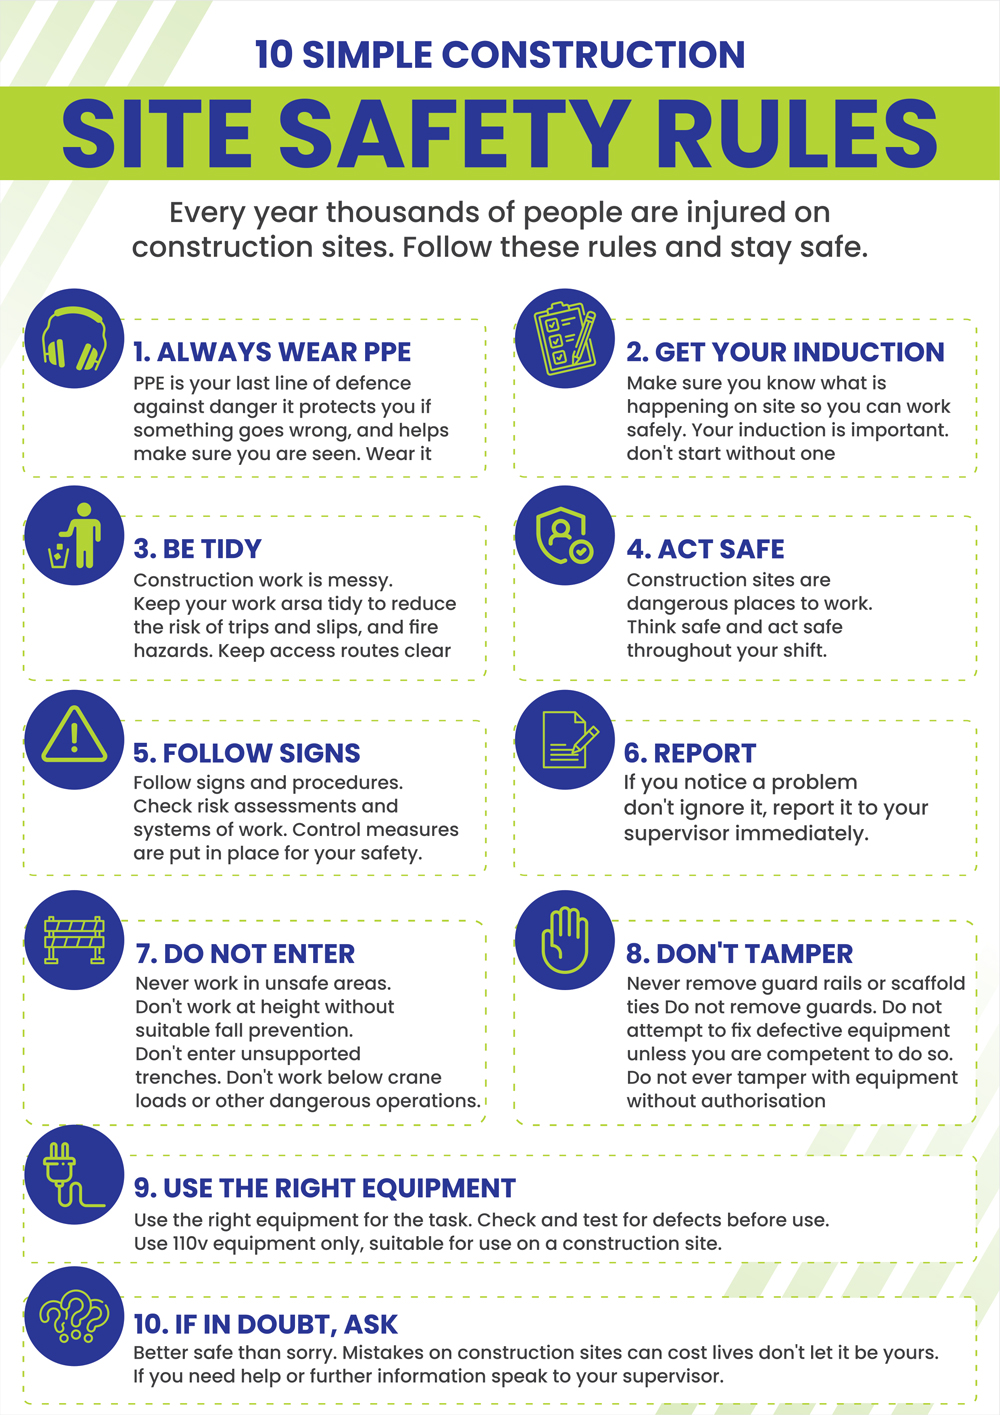 10 SIMPLE CONSTRUCTION
SITE SAFETY RULES
Every year thousands of people are injured on
construction sites. Follow these rules and stay safe.
1. ALWAYS WEAR PPE
PPE is your last line of defence
against danger it protects you if
something goes wrong, and helps
make sure you are seen. Wear it
2. GET YOUR INDUCTION
Make sure you know what is
happening on site so you can work
safely. Your induction is important.
don't start without one
3. BE TIDY
Construction work is messy.
Keep your work arsa tidy to reduce
the risk of trips and slips, and fire
hazards. Keep access routes clear
4. ACT SAFE
Construction sites are
dangerous places to work.
Think safe and act safe
throughout your shift.
5. FOLLOW SIGNS
Follow signs and procedures.
Check risk assessments and
systems of work. Control measures
are put in place for your safety.
6. REPORT
If you notice a problem
don't ignore it, report it to your
supervisor immediately.
7. DO NOT ENTER
Never work in unsafe areas.
Don't work at height without
suitable fall prevention.
Don't enter unsupported
trenches. Don't work below crane
loads or other dangerous operations.
8. DON'T TAMPER
Never remove guard rails or scaffold
ties Do not remove guards. Do not
attempt to fix defective equipment
unless you are competent to do so.
Do not ever tamper with equipment
without authorisation
9. USE THE RIGHT EQUIPMENT
Use the right equipment for the task. Check and test for defects before use.
Use 110v equipment only, suitable for use on a construction site.
10. IF IN DOUBT, ASK
Better safe than sorry. Mistakes on construction sites can cost lives don't let it be yours.
If you need help or further information speak to your supervisor.